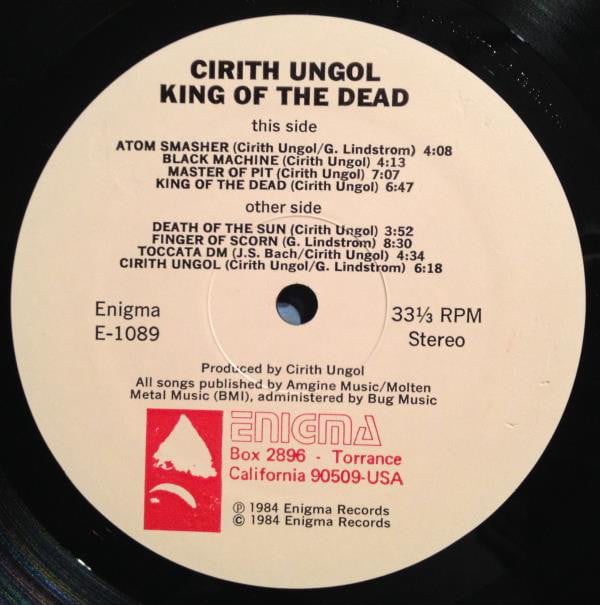 CIRITH UNGOL
KING OF THE DEAD
this side
ATOM SMASHER (Cirith Ungol/G. Lindstrom) 4:08
BLACK MACHINE (Cirith Ungol) 4:13
MASTER OF PIT (Cirith Ungol) 7:07
KING OF THE DEAD (Cirith Ungol) 6:47
other side
DEATH OF THE SUN (Cirith Ungol) 3:52
FINGER OF SCORN (G. Lindstrom) 8:30
TOCCATA DM (J.S. Bach/Cirith Ungol) 4:34
CIRITH UNGOL (Cirith Ungol/G. Lindstrom) 6:18
Enigma
E-1089
33⅓ RPM
Stereo
Produced by Cirith Ungol
All songs published by Amgine Music/Molten
Metal Music (BMI), administered by Bug Music
ENIGMA
Box 2896 - Torrance
California 90509-USA
℗ 1984 Enigma Records
© 1984 Enigma Records